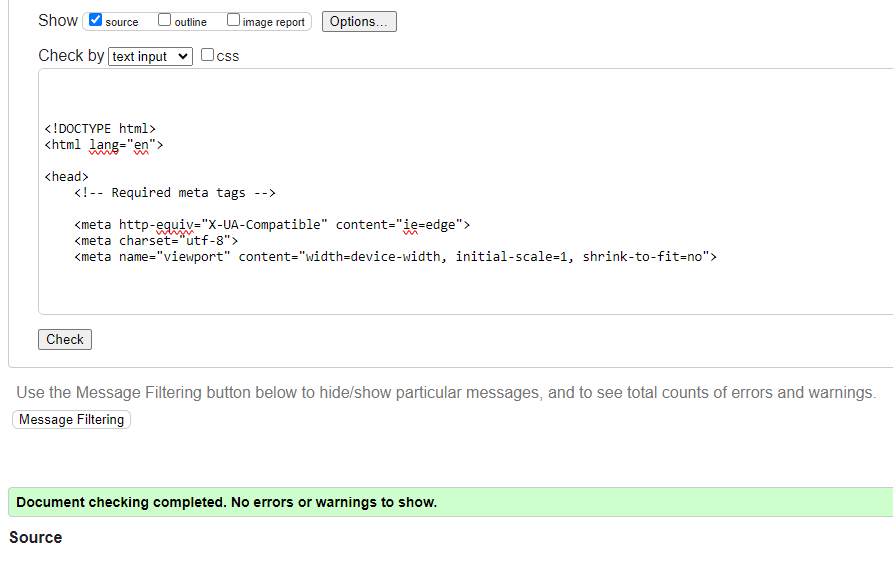 Show source outline image report Options...
Check by text input css
<!DOCTYPE html>
<html lang="en">
<head>
<!-- Required meta tags -->
<meta http-equiv="X-UA-Compatible" content="ie=edge">
<meta charset="utf-8">
<meta name="viewport" content="width=device-width, initial-scale=1, shrink-to-fit=no">
Check
Use the Message Filtering button below to hide/show particular messages, and to see total counts of errors and warnings.
Message Filtering
Document checking completed. No errors or warnings to show.
Source